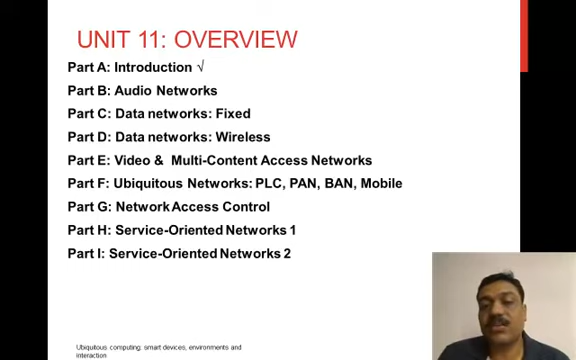 UNIT 11: OVERVIEW
Part A: Introduction √
Part B: Audio Networks
Part C: Data networks: Fixed
Part D: Data networks: Wireless
Part E: Video & Multi-Content Access Networks
Part F: Ubiquitous Networks: PLC, PAN, BAN, Mobile
Part G: Network Access Control
Part H: Service-Oriented Networks 1
Part I: Service-Oriented Networks 2
Ubiquitous computing: smart devices, environments and
interaction